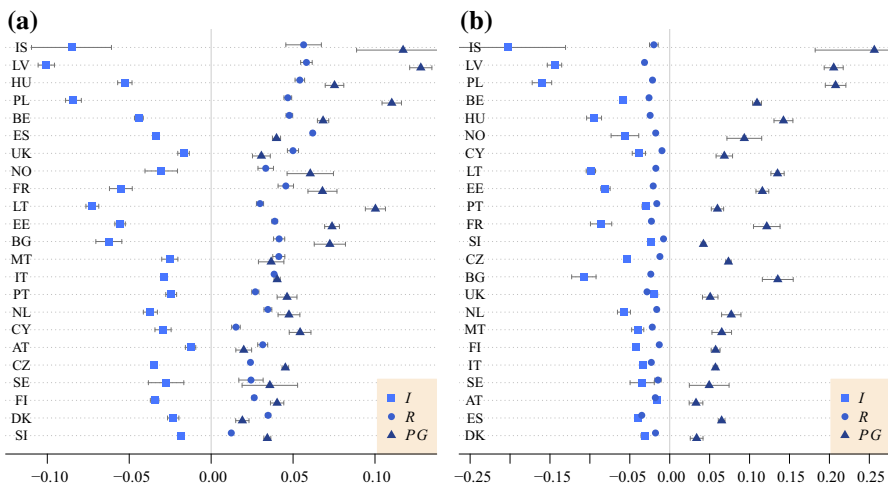 (a)
IS
LV
HU
PL
BE
ES
UK
NO
FR
LT
EE
BG
MT
IT
PT
NL
CY
AT
CZ
SE
FI
DK
SI
I
R
PG
−0.10
−0.05
0.00
0.05
0.10
(b)
IS
LV
PL
BE
HU
NO
CY
LT
EE
PT
FR
SI
CZ
BG
UK
NL
MT
FI
IT
SE
AT
ES
DK
I
R
PG
−0.25
−0.15
−0.05
0.00
0.05
0.10
0.15
0.20
0.25